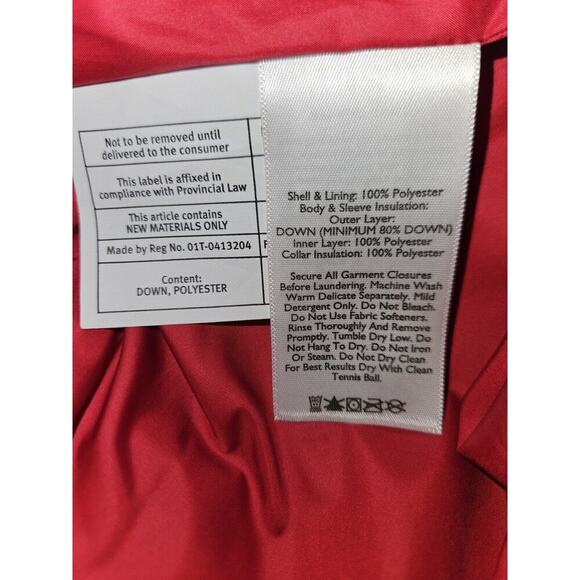 Not to be removed until
delivered to the consumer
This label is affixed in
compliance with Provincial Law
This article contains
NEW MATERIALS ONLY
Made by Reg No. 01T-0413204
Content:
DOWN, POLYESTER
Shell & Lining: 100% Polyester
Body & Sleeve Insulation:
Outer Layer:
DOWN (MINIMUM 80% DOWN)
Inner Layer: 100% Polyester
Collar Insulation: 100% Polyester
Secure All Garment Closures
Before Laundering. Machine Wash
Warm Delicate Separately. Mild
Detergent Only. Do Not Bleach.
Do Not Use Fabric Softeners.
Rinse Thoroughly And Remove
Promptly. Tumble Dry Low. Do
Not Hang To Dry. Do Not Iron
Or Steam. Do Not Dry Clean
For Best Results Dry With Clean
Tennis Ball.